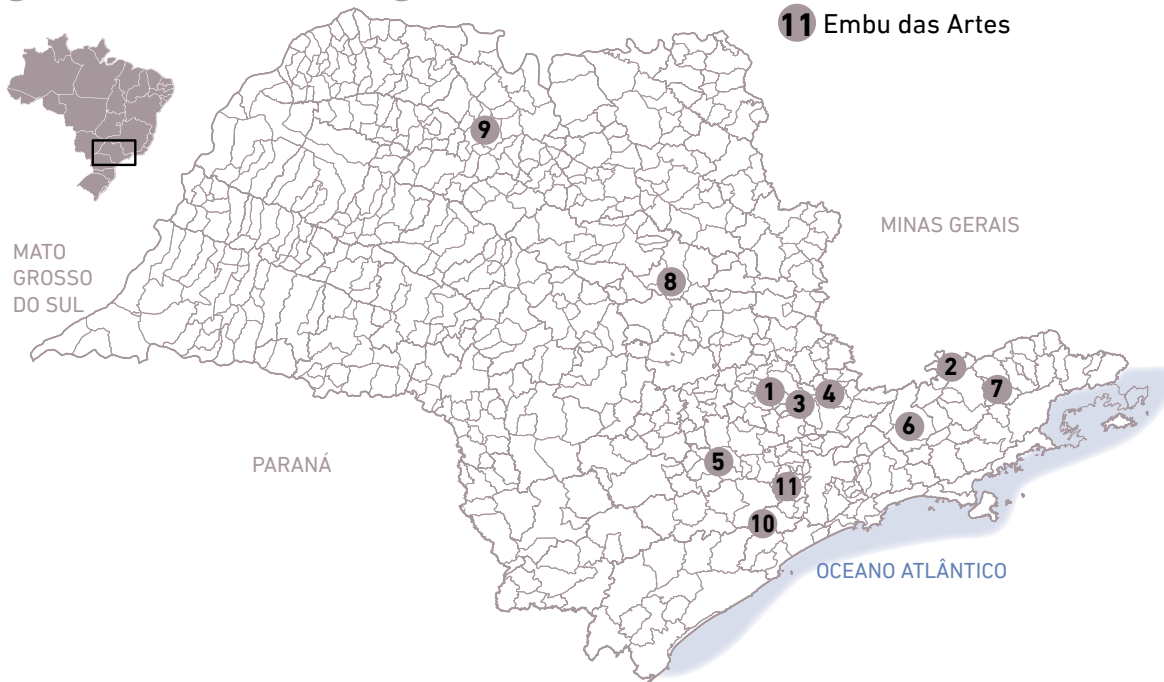 11 Embu das Artes
9
MINAS GERAIS
MATO
GROSSO
DO SUL
8
2
1
3
4
7
6
PARANÁ
5
11
10
OCEANO ATLÂNTICO